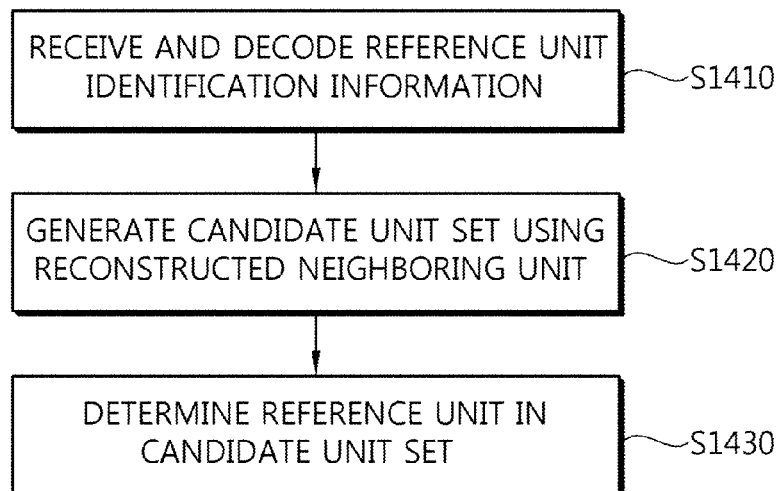 RECEIVE AND DECODE REFERENCE UNIT
IDENTIFICATION INFORMATION
S1410
GENERATE CANDIDATE UNIT SET USING
RECONSTRUCTED NEIGHBORING UNIT
S1420
DETERMINE REFERENCE UNIT IN
CANDIDATE UNIT SET
S1430